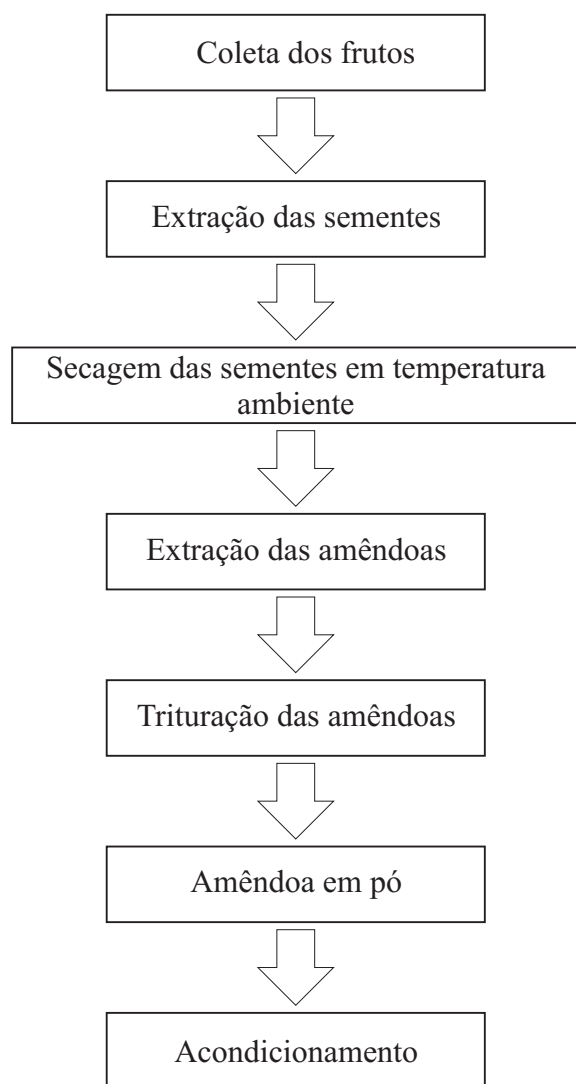 Coleta dos frutos
Extração das sementes
Secagem das sementes em temperatura
ambiente
Extração das amêndoas
Trituração das amêndoas
Amêndoa em pó
Acondicionamento